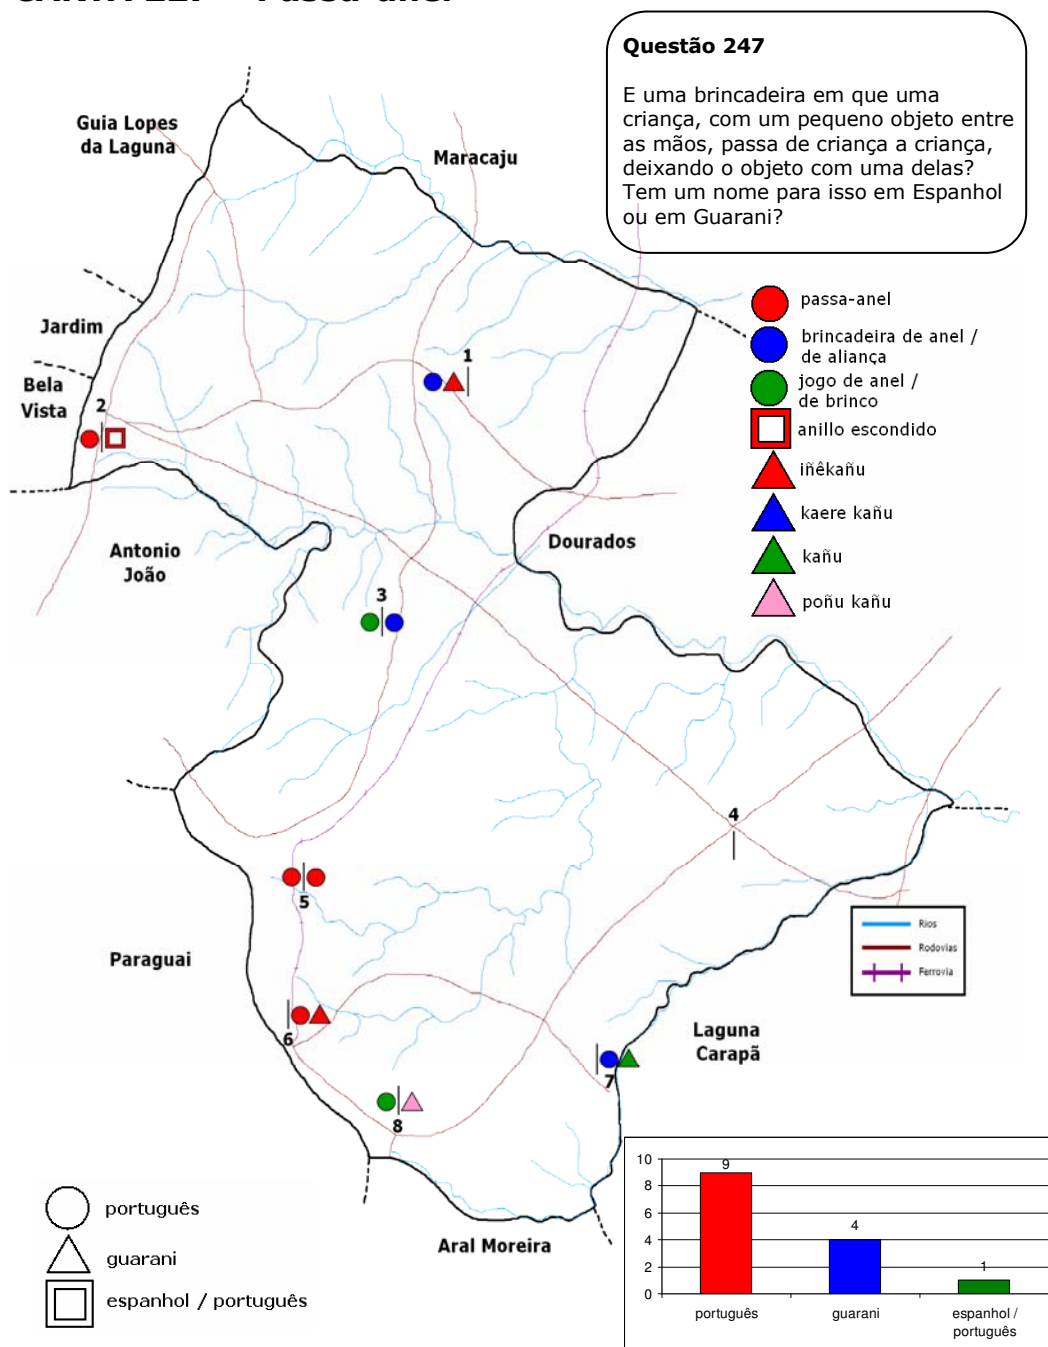 Questão 247
E uma brincadeira em que uma
criança, com um pequeno objeto entre
as mãos, passa de criança a criança,
deixando o objeto com uma delas?
Tem um nome para isso em Espanhol
ou em Guarani?
Guia Lopes
da Laguna
Maracaju
Jardim
Bela
Vista
1
2
passa-anel
brincadeira de anel /
de aliança
jogo de anel /
de brinco
anillo escondido
iñêkañu
kaere kañu
kañu
poñu kañu
Antonio
João
Dourados
3
4
5
Paraguai
Rios
Rodovias
Ferrovia
6
Laguna
Carapã
7
8
português
guarani
espanhol / português
Aral Moreira
10
8
6
4
2
0
9
4
1
português
guarani
espanhol /
português